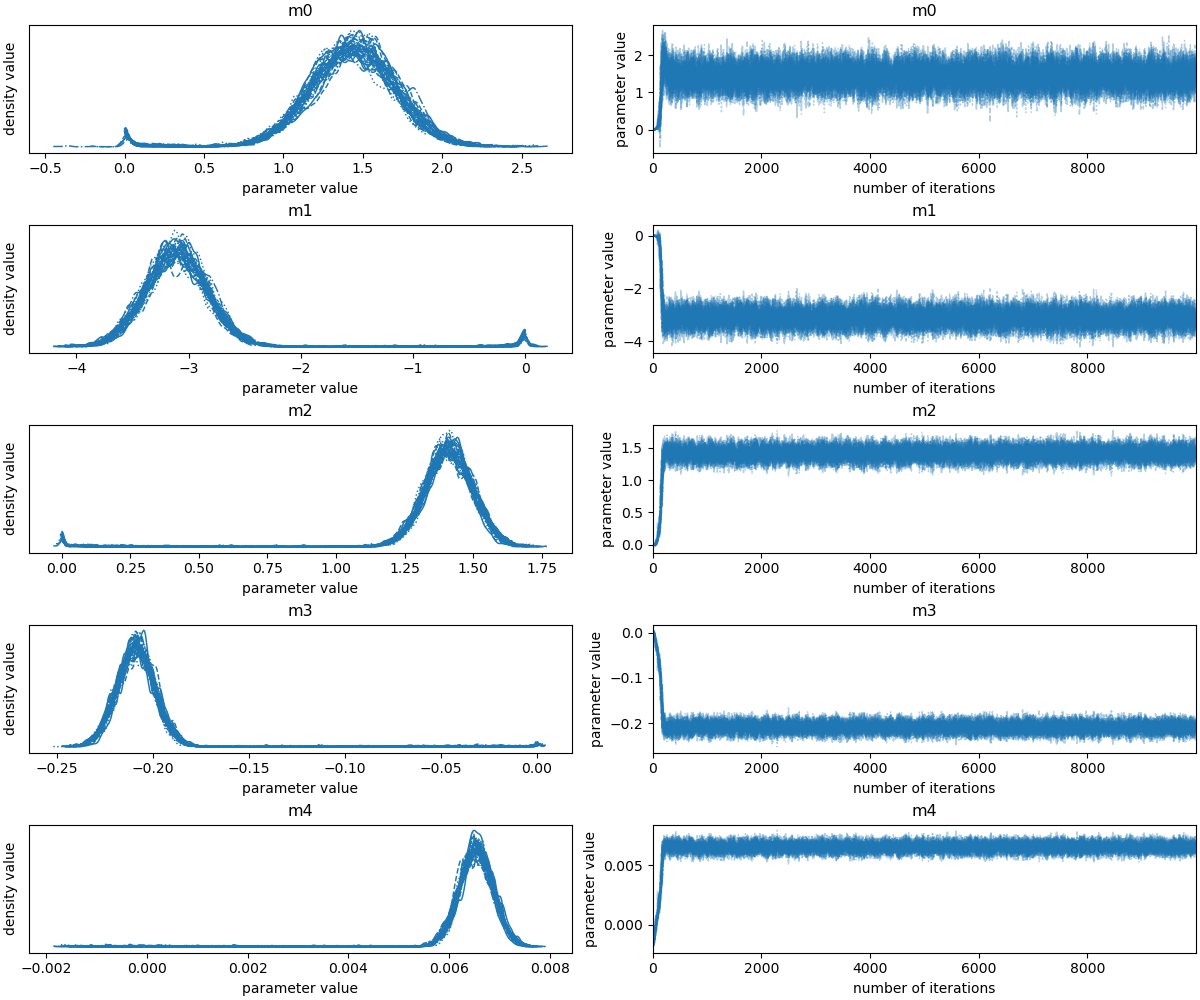 m0
density value
−0.5 0.0 0.5 1.0 1.5 2.0 2.5
parameter value
m0
parameter value
2
1
0
0 2000 4000 6000 8000
number of iterations
m1
density value
−4 −3 −2 −1 0
parameter value
m1
parameter value
0
−2
−4
0 2000 4000 6000 8000
number of iterations
m2
density value
0.00 0.25 0.50 0.75 1.00 1.25 1.50 1.75
parameter value
m2
parameter value
1.5
1.0
0.5
0.0
0 2000 4000 6000 8000
number of iterations
m3
density value
−0.25 −0.20 −0.15 −0.10 −0.05 0.00
parameter value
m3
parameter value
0.0
−0.1
−0.2
0 2000 4000 6000 8000
number of iterations
m4
density value
−0.002 0.000 0.002 0.004 0.006 0.008
parameter value
m4
parameter value
0.005
0.000
0 2000 4000 6000 8000
number of iterations